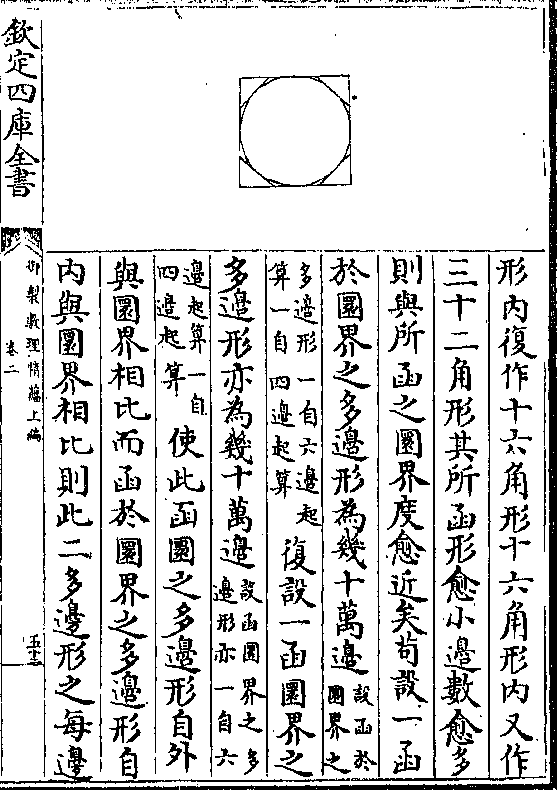 形内復作十六角形十六角形内又作
三十二角形其所函形愈小邊數愈多
則與所函之圜界度愈近矣苟設一函
於圜界之多邊形為幾十萬邊設函於圜界之
多邊形一自六邊起算一自四邊起算復設一函圜界之
多邊形亦為幾十萬邊設函圜界之多邊形亦一自六
邊起算一自四邊起算使此函圜之多邊形自外
與圜界相比而函於圜界之多邊形自
内與圜界相比則此二多邊形之每邊
欽定四庫全書
御製數理精蘊上編
卷二